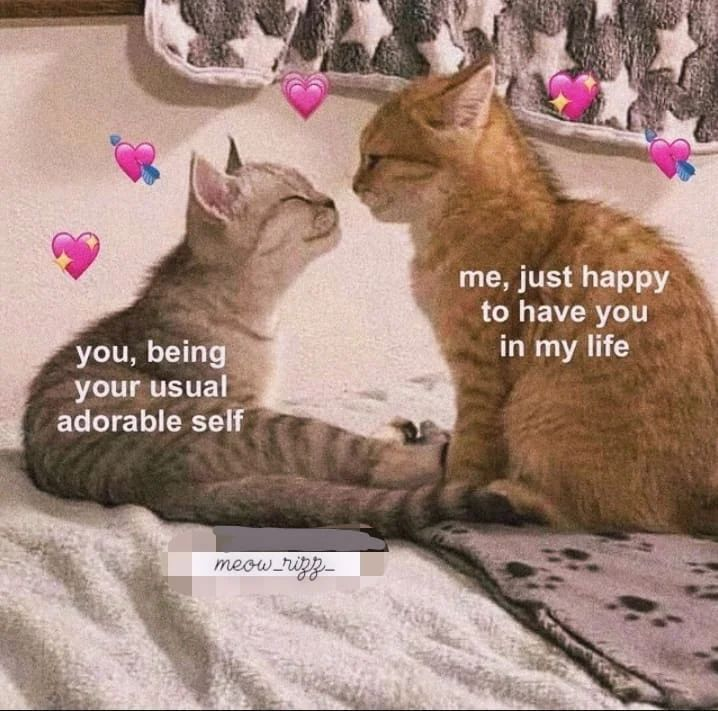 me, just happy
to have you
in my life
you, being
your usual
adorable self
meow_rizz_